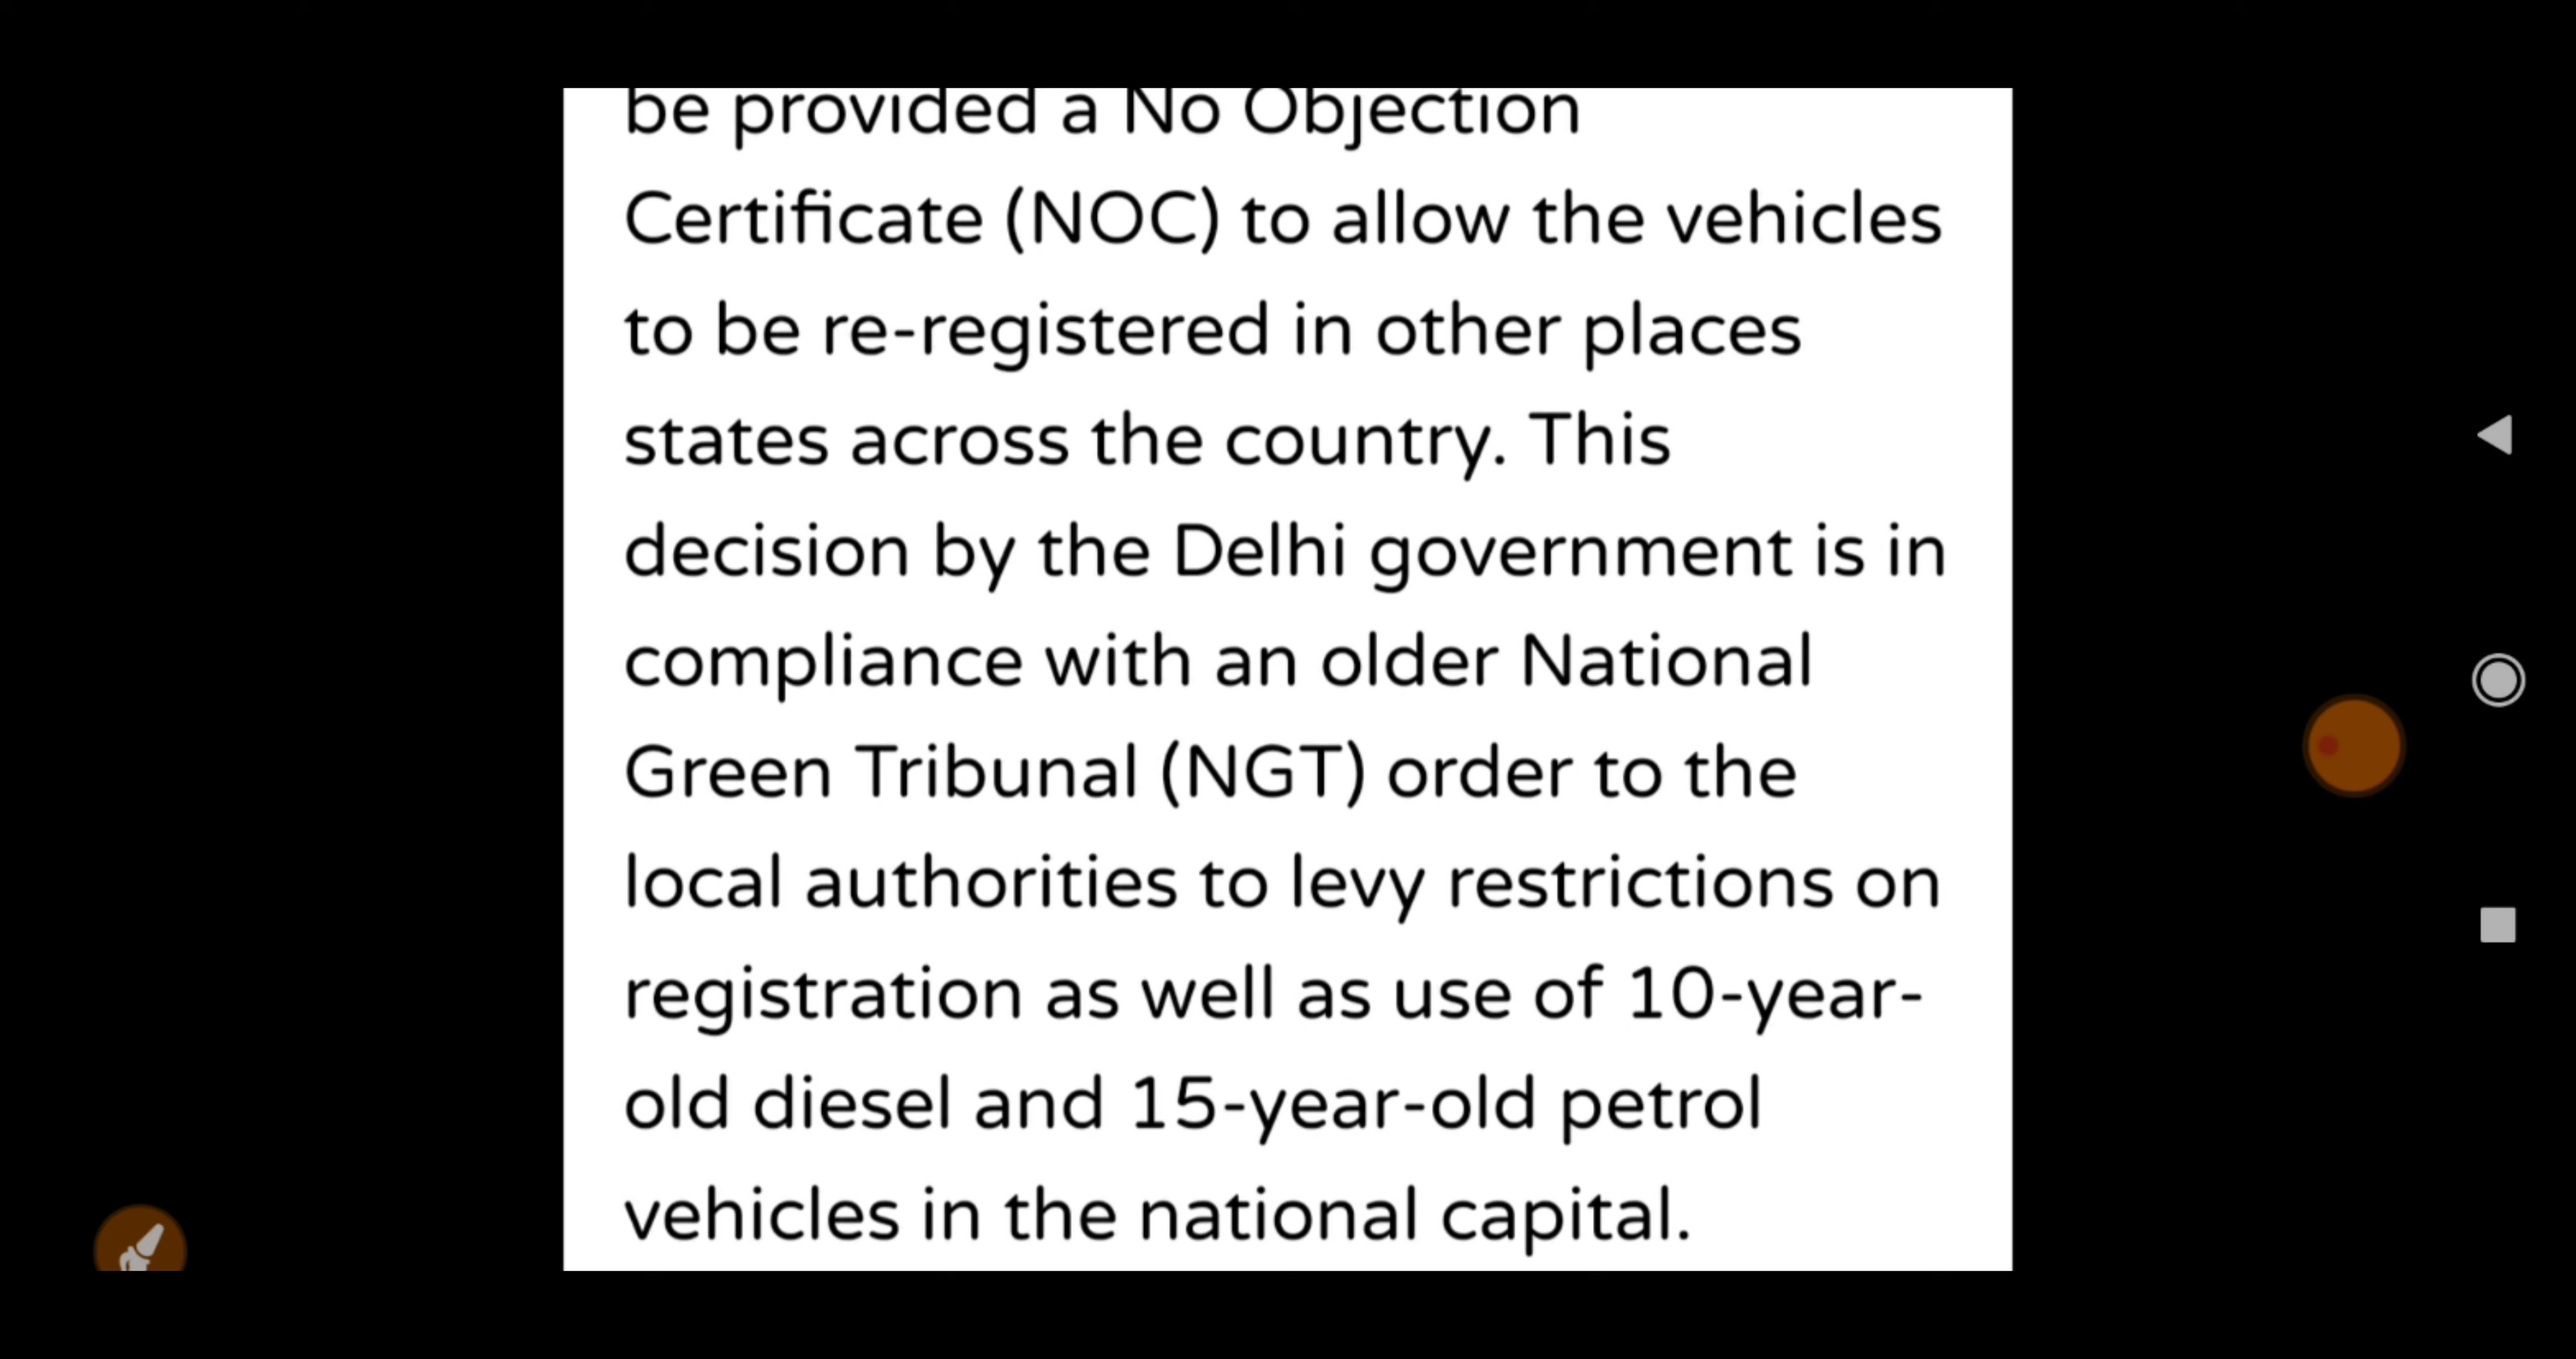 be provided a No Objection
Certificate (NOC) to allow the vehicles
to be re-registered in other places
states across the country. This
decision by the Delhi government is in
compliance with an older National
Green Tribunal (NGT) order to the
local authorities to levy restrictions on
registration as well as use of 10-year-
old diesel and 15-year-old petrol
vehicles in the national capital.